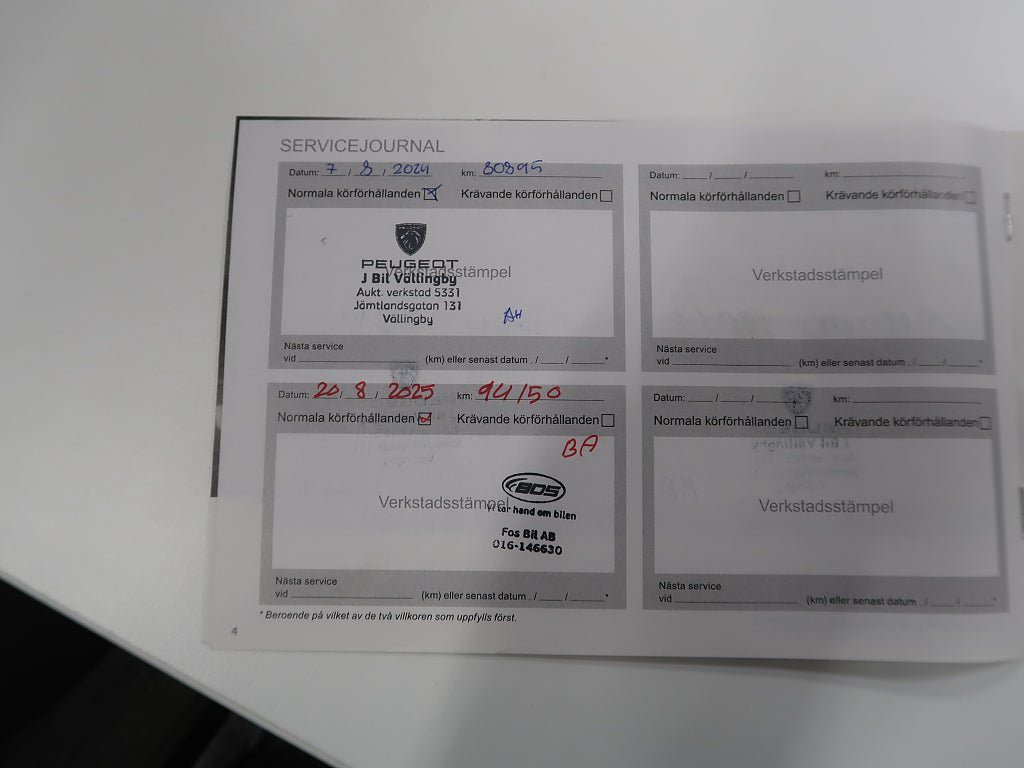 SERVICEJOURNAL
Datum: 7 / 8 / 2024 km: 80895
Normala körförhållanden Krävande körförhållanden
PEUGEOT
Verkstadsstämpel
J Bil Vällingby
Aukt. verkstad 5331
Jämtlandsgatan 131
Vällingby
AH
Nästa service
vid (km) eller senast datum / / *
Datum: / / km:
Normala körförhållanden Krävande körförhållanden
Verkstadsstämpel
Nästa service
vid (km) eller senast datum / / *
Datum: 20 / 8 / 2025 km: 94150
Normala körförhållanden Krävande körförhållanden
BA
BDS
Verkstadsstämpel
Vi tar hand om bilen
Fos Bil AB
016-146630
Nästa service
vid (km) eller senast datum / / *
Datum: / / km:
Normala körförhållanden Krävande körförhållanden
Verkstadsstämpel
Nästa service
vid (km) eller senast datum / / *
* Beroende på vilket av de två villkoren som uppfylls först.
4